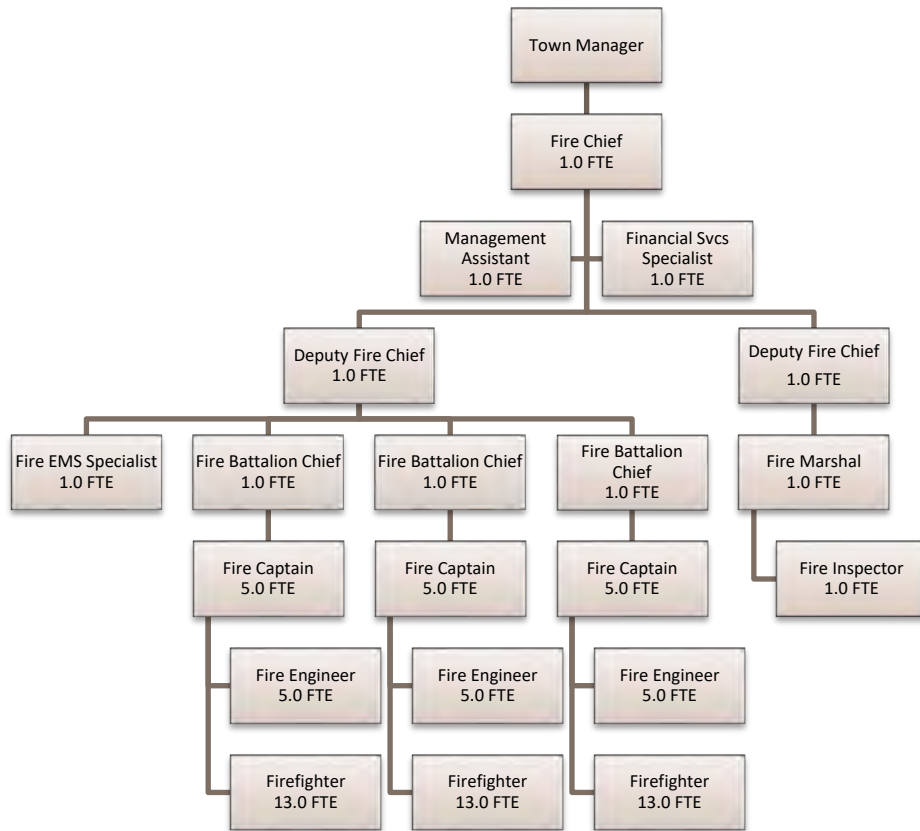 Town Manager
Fire Chief
1.0 FTE
Management
Assistant
1.0 FTE
Financial Svcs
Specialist
1.0 FTE
Deputy Fire Chief
1.0 FTE
Deputy Fire Chief
1.0 FTE
Fire EMS Specialist
1.0 FTE
Fire Battalion Chief
1.0 FTE
Fire Battalion Chief
1.0 FTE
Fire Battalion
Chief
1.0 FTE
Fire Marshal
1.0 FTE
Fire Captain
5.0 FTE
Fire Captain
5.0 FTE
Fire Captain
5.0 FTE
Fire Inspector
1.0 FTE
Fire Engineer
5.0 FTE
Fire Engineer
5.0 FTE
Fire Engineer
5.0 FTE
Firefighter
13.0 FTE
Firefighter
13.0 FTE
Firefighter
13.0 FTE